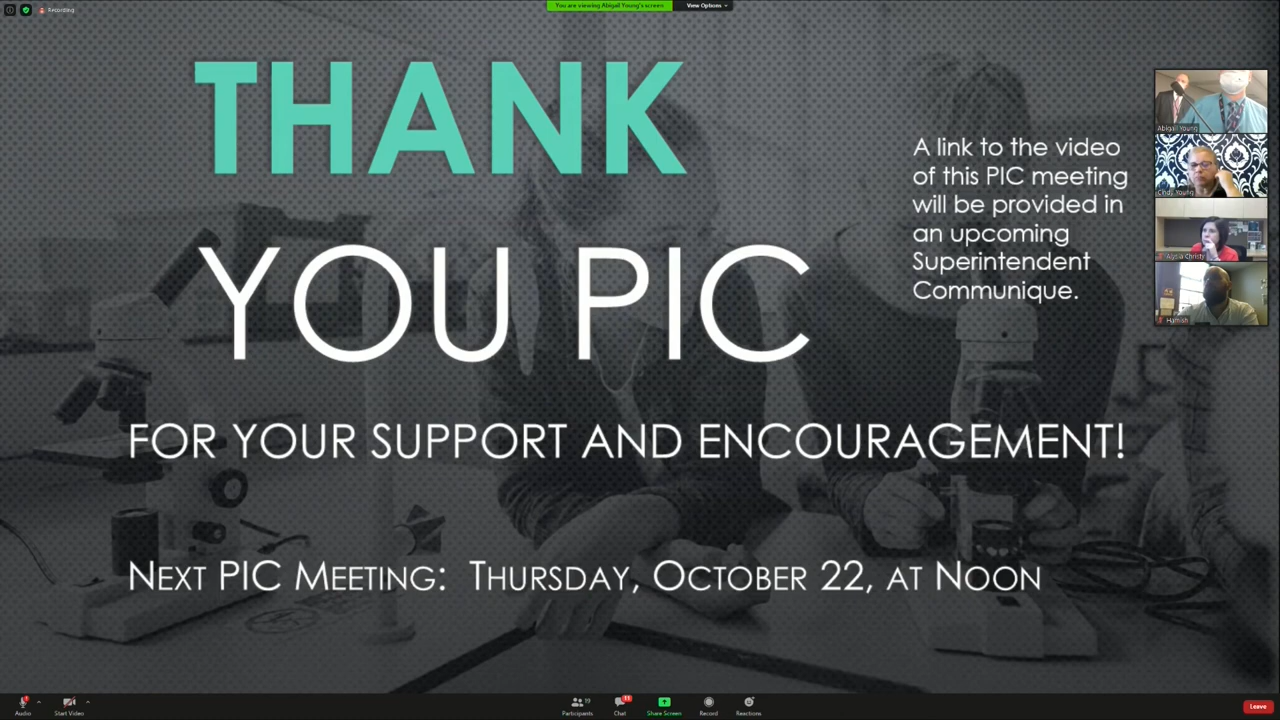 Recording
You are viewing Abigail Young's screen
View Options
THANK
YOU PIC
FOR YOUR SUPPORT AND ENCOURAGEMENT!
NEXT PIC MEETING: THURSDAY, OCTOBER 22, AT NOON
A link to the video
of this PIC meeting
will be provided in
an upcoming
Superintendent
Communique.
Abigail Young
Cindy Young
Alyssa Christy
Hamish
Audio
Start Video
Participants
Chat
Share Screen
Record
Reactions
Leave